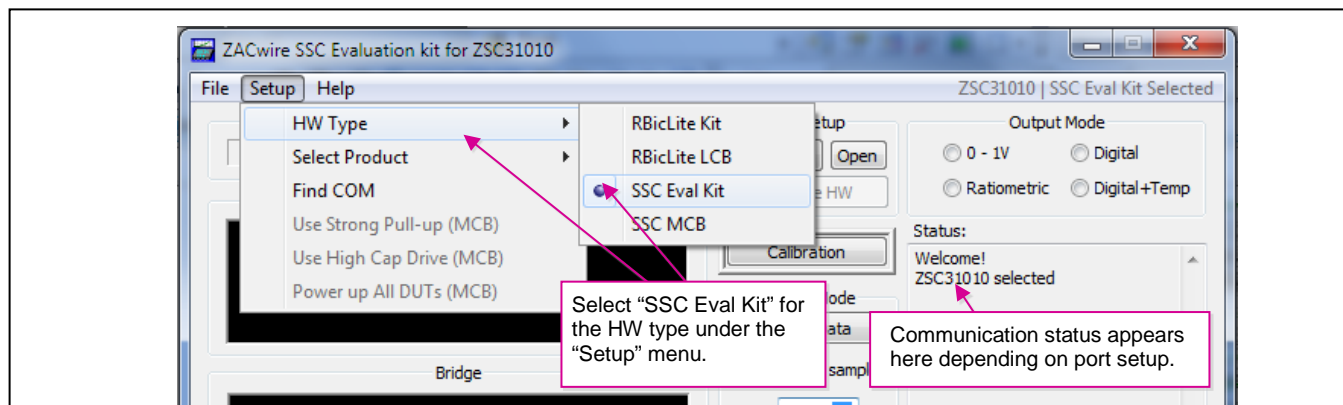 ZACwire SSC Evaluation kit for ZSC31010
File Setup Help
ZSC31010 | SSC Eval Kit Selected
HW Type
Select Product
Find COM
Use Strong Pull-up (MCB)
Use High Cap Drive (MCB)
Power up All DUTs (MCB)
RBicLite Kit
RBicLite LCB
SSC Eval Kit
SSC MCB
Open
HW
Calibration
Output Mode
0 - 1V Digital
Ratiometric Digital+Temp
Status:
Welcome!
ZSC31010 selected
Select “SSC Eval Kit” for
the HW type under the
“Setup” menu.
Communication status appears
here depending on port setup.
Bridge